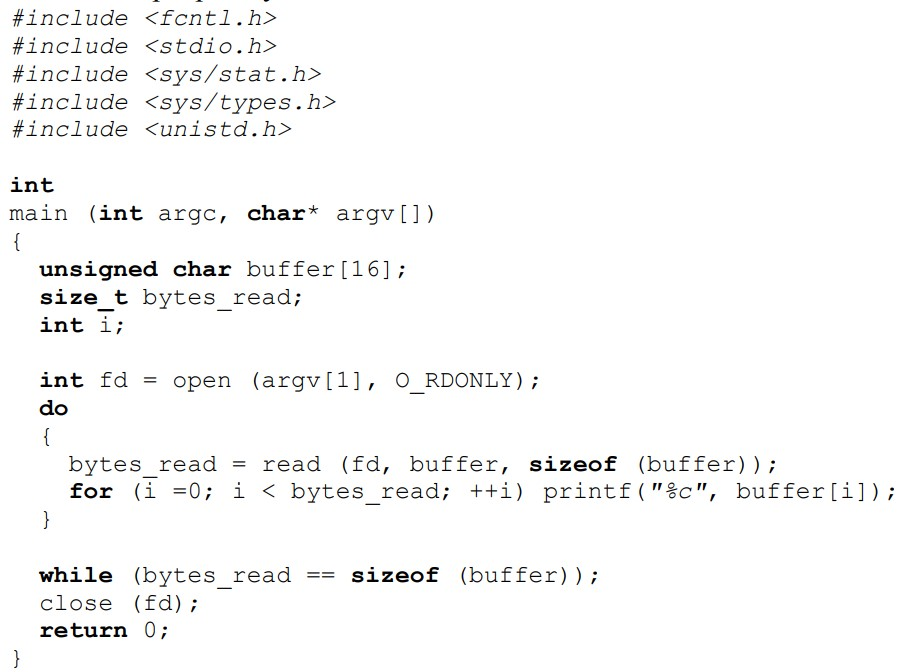 #include <fcntl.h>
#include <stdio.h>
#include <sys/stat.h>
#include <sys/types.h>
#include <unistd.h>

int
main (int argc, char* argv[])
{
  unsigned char buffer[16];
  size_t bytes_read;
  int i;

  int fd = open (argv[1], O_RDONLY);
  do
  {
    bytes_read = read (fd, buffer, sizeof (buffer));
    for (i =0; i < bytes_read; ++i) printf("%c", buffer[i]);
  }

  while (bytes_read == sizeof (buffer));
  close (fd);
  return 0;
}